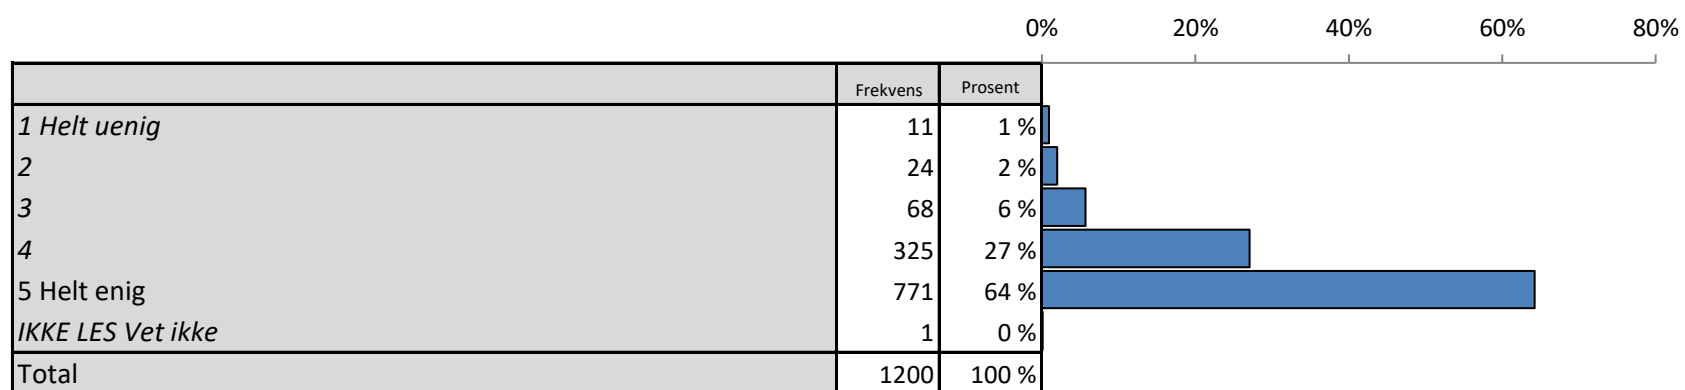 0% 20% 40% 60% 80%
Frekvens Prosent
1 Helt uenig 11 1 %
2 24 2 %
3 68 6 %
4 325 27 %
5 Helt enig 771 64 %
IKKE LES Vet ikke 1 0 %
Total 1200 100 %